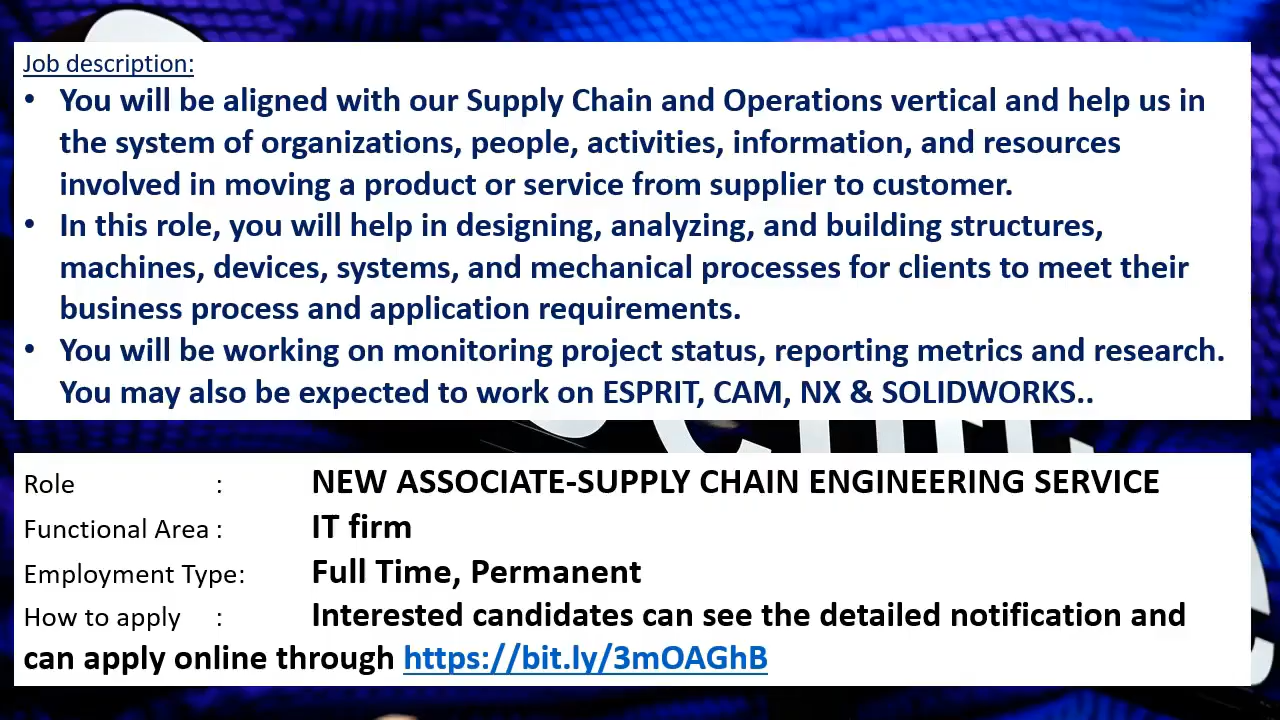 Job description:
• You will be aligned with our Supply Chain and Operations vertical and help us in
the system of organizations, people, activities, information, and resources
involved in moving a product or service from supplier to customer.
• In this role, you will help in designing, analyzing, and building structures,
machines, devices, systems, and mechanical processes for clients to meet their
business process and application requirements.
• You will be working on monitoring project status, reporting metrics and research.
You may also be expected to work on ESPRIT, CAM, NX & SOLIDWORKS..
Role : NEW ASSOCIATE-SUPPLY CHAIN ENGINEERING SERVICE
Functional Area : IT firm
Employment Type: Full Time, Permanent
How to apply : Interested candidates can see the detailed notification and
can apply online through https://bit.ly/3mOAGhB